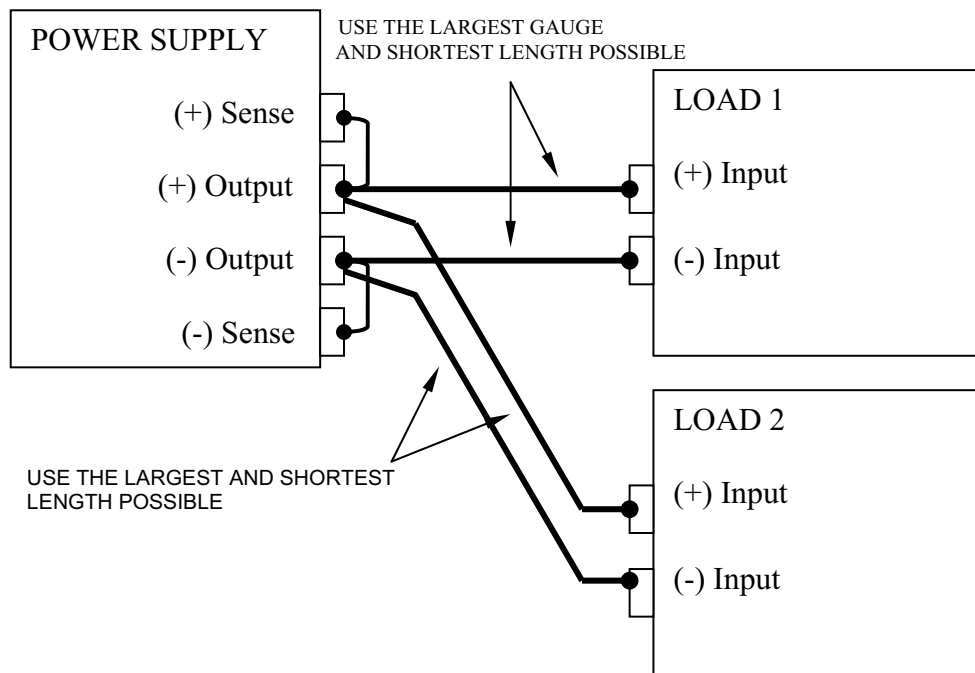 POWER SUPPLY
(+) Sense
(+) Output
(-) Output
(-) Sense
USE THE LARGEST GAUGE
AND SHORTEST LENGTH POSSIBLE
LOAD 1
(+) Input
(-) Input
LOAD 2
(+) Input
(-) Input
USE THE LARGEST AND SHORTEST
LENGTH POSSIBLE